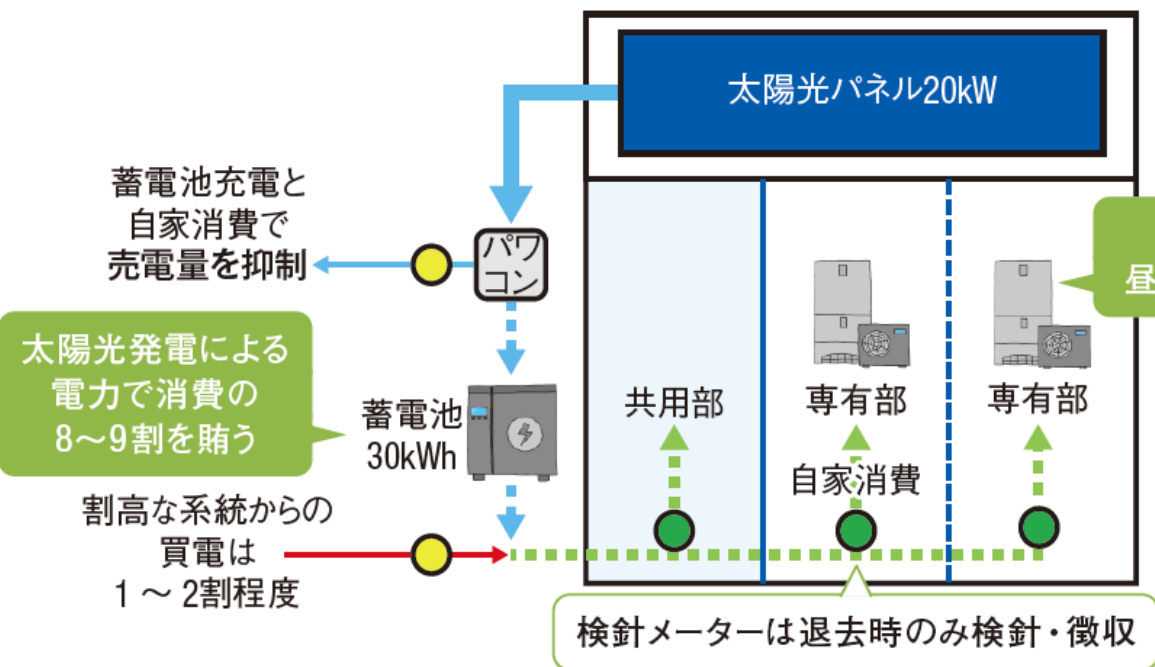 太陽光パネル20kW
蓄電池充電と
自家消費で
売電量を抑制
パワ
コン
昼
太陽光発電による
電力で消費の
8～9割を賄う
蓄電池
30kWh
共用部
専有部
専有部
自家消費
割高な系統からの
買電は
1～2割程度
検針メーターは退去時のみ検針・徴収